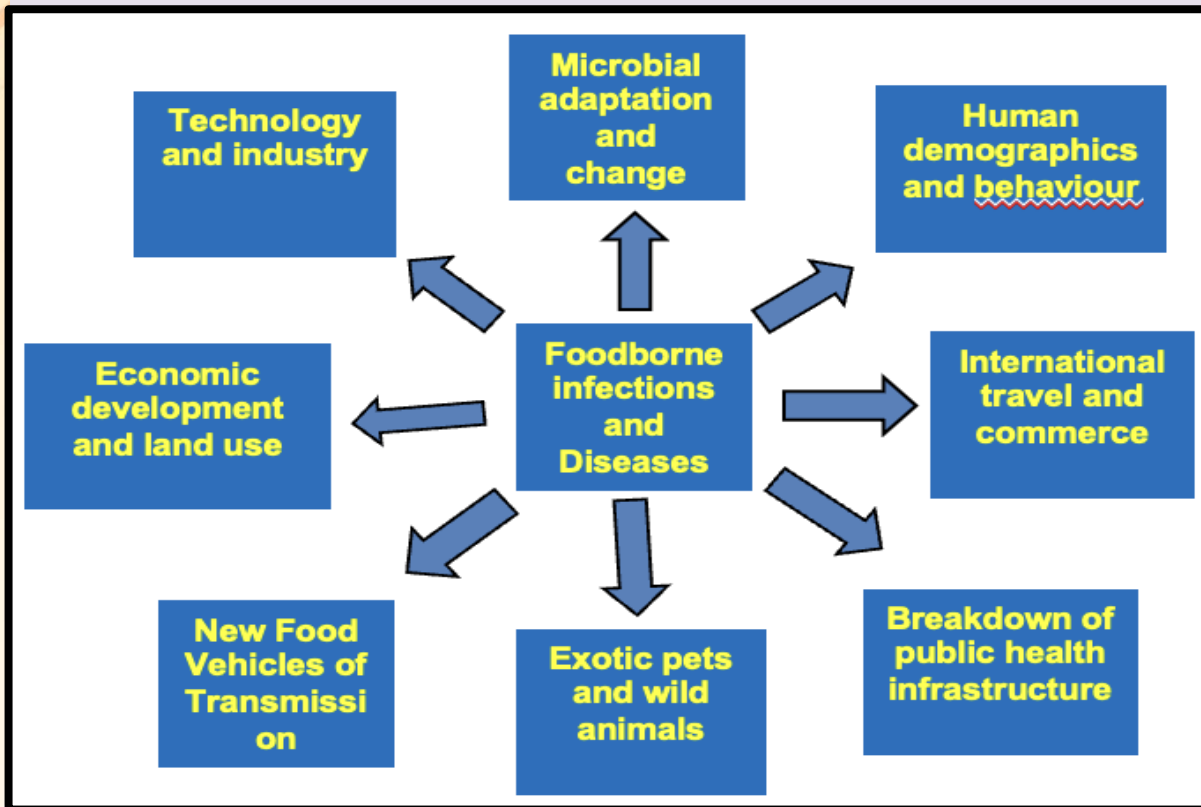 Microbial
adaptation
and
change
Technology
and industry
Human
demographics
and behaviour
Foodborne
infections
and
Diseases
Economic
development
and land use
International
travel and
commerce
New Food
Vehicles of
Transmissi
on
Exotic pets
and wild
animals
Breakdown of
public health
infrastructure